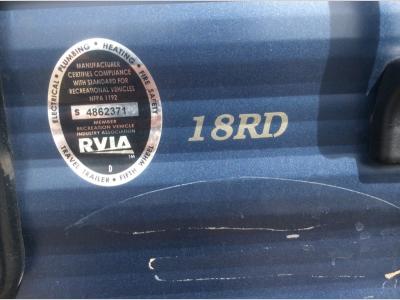 ELECTRICAL • PLUMBING • HEATING • FIRE SAFETY
MANUFACTURER
CERTIFIES COMPLIANCE
WITH STANDARD FOR
RECREATIONAL VEHICLES
NFPA 1192
S 4862371
MEMBER
RECREATION VEHICLE
INDUSTRY ASSOCIATION
RVIA TM
D
TRAVEL TRAILER • FIFTH WHEEL
18RD